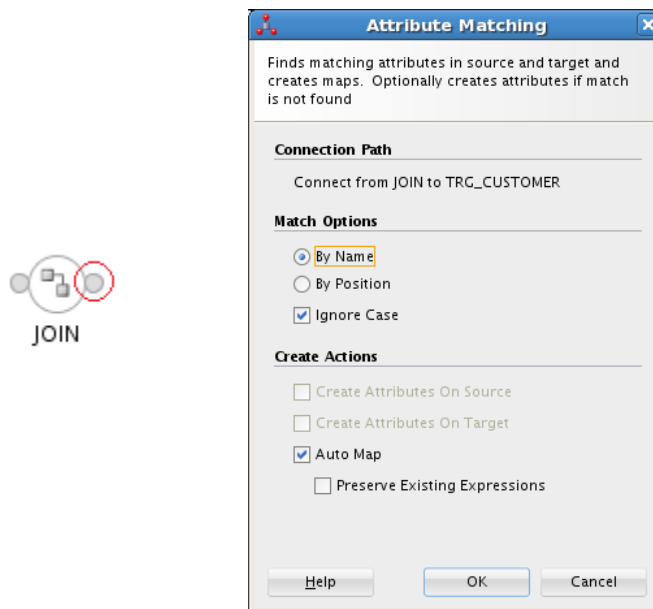 Attribute Matching
Finds matching attributes in source and target and
creates maps. Optionally creates attributes if match
is not found
Connection Path
Connect from JOIN to TRG_CUSTOMER
Match Options
By Name
By Position
Ignore Case
JOIN
Create Actions
Create Attributes On Source
Create Attributes On Target
Auto Map
Preserve Existing Expressions
Help
OK
Cancel